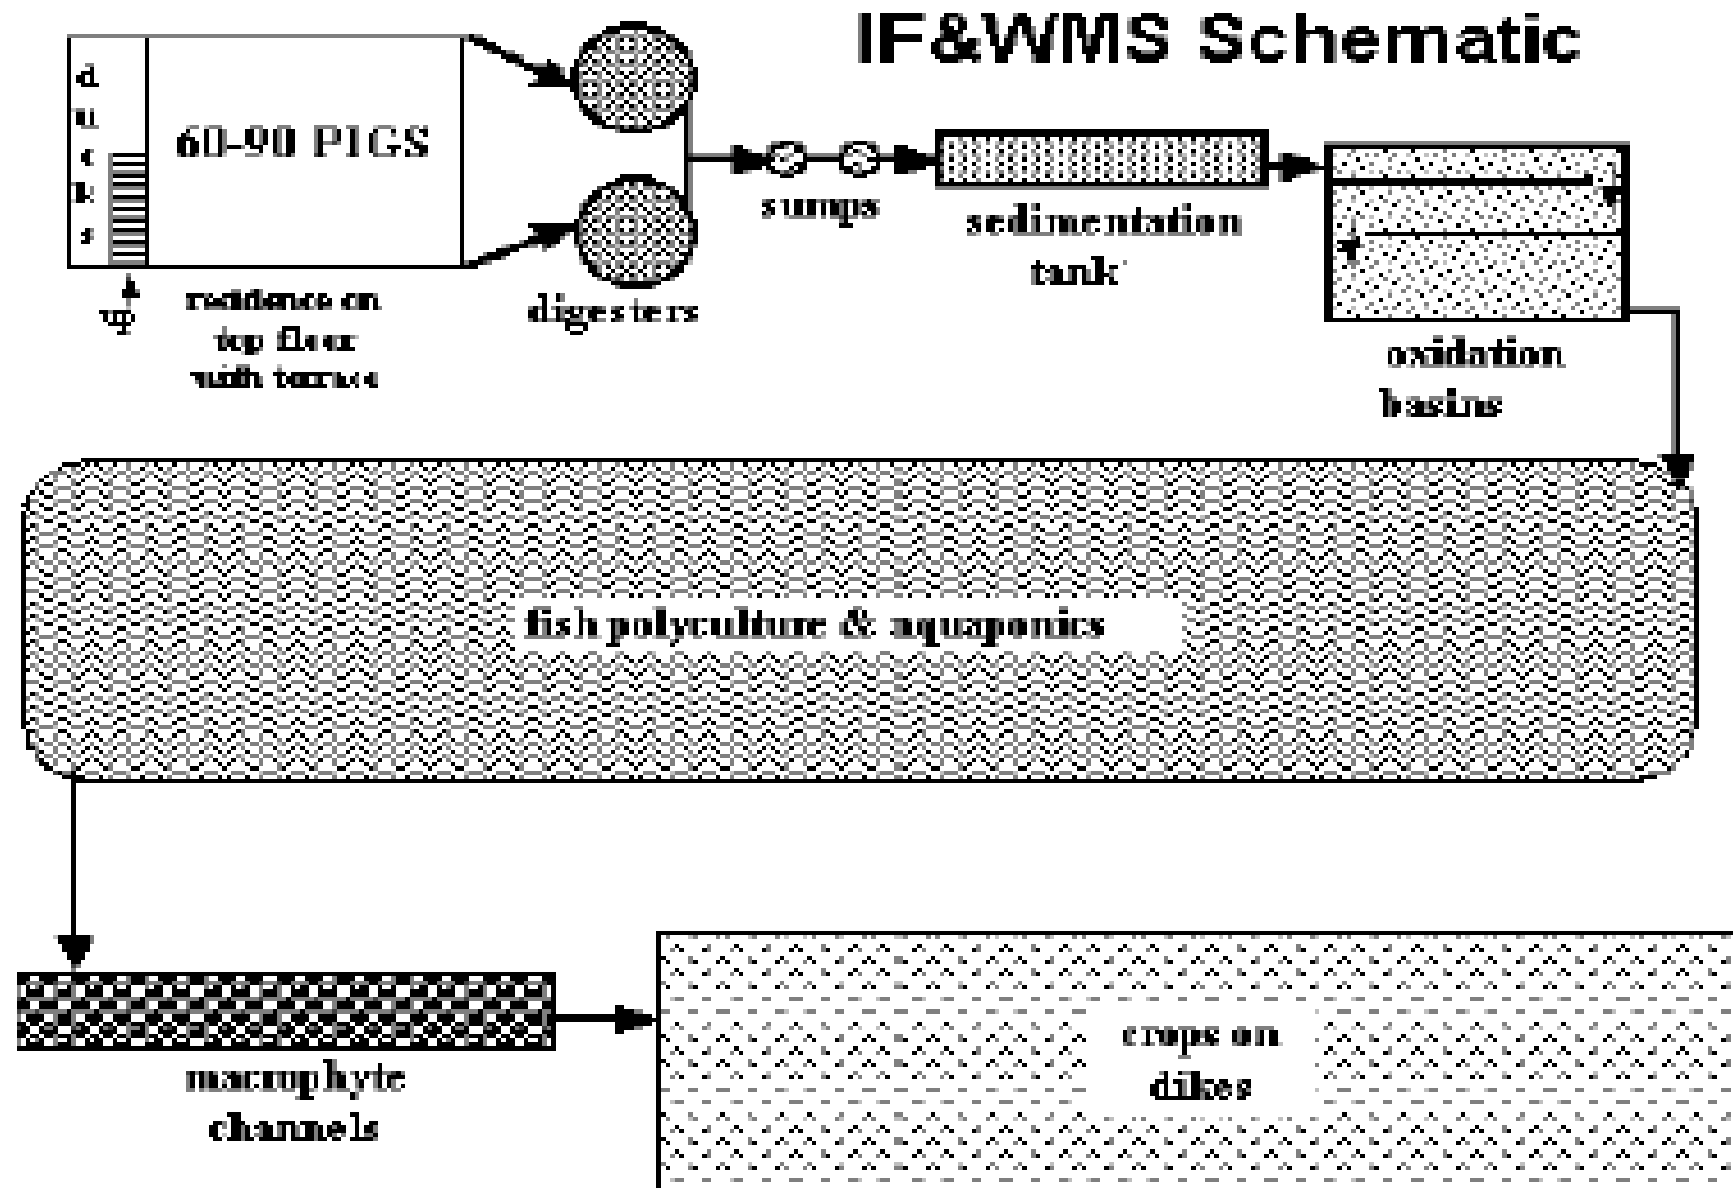 IF&WMS Schematic
ducks
60-90 PIGS
up
residence on
top floor
with terrace
digesters
sumps
sedimentation
tank
oxidation
basins
fish polyculture & aquaponics
macrophyte
channels
crops on
dikes